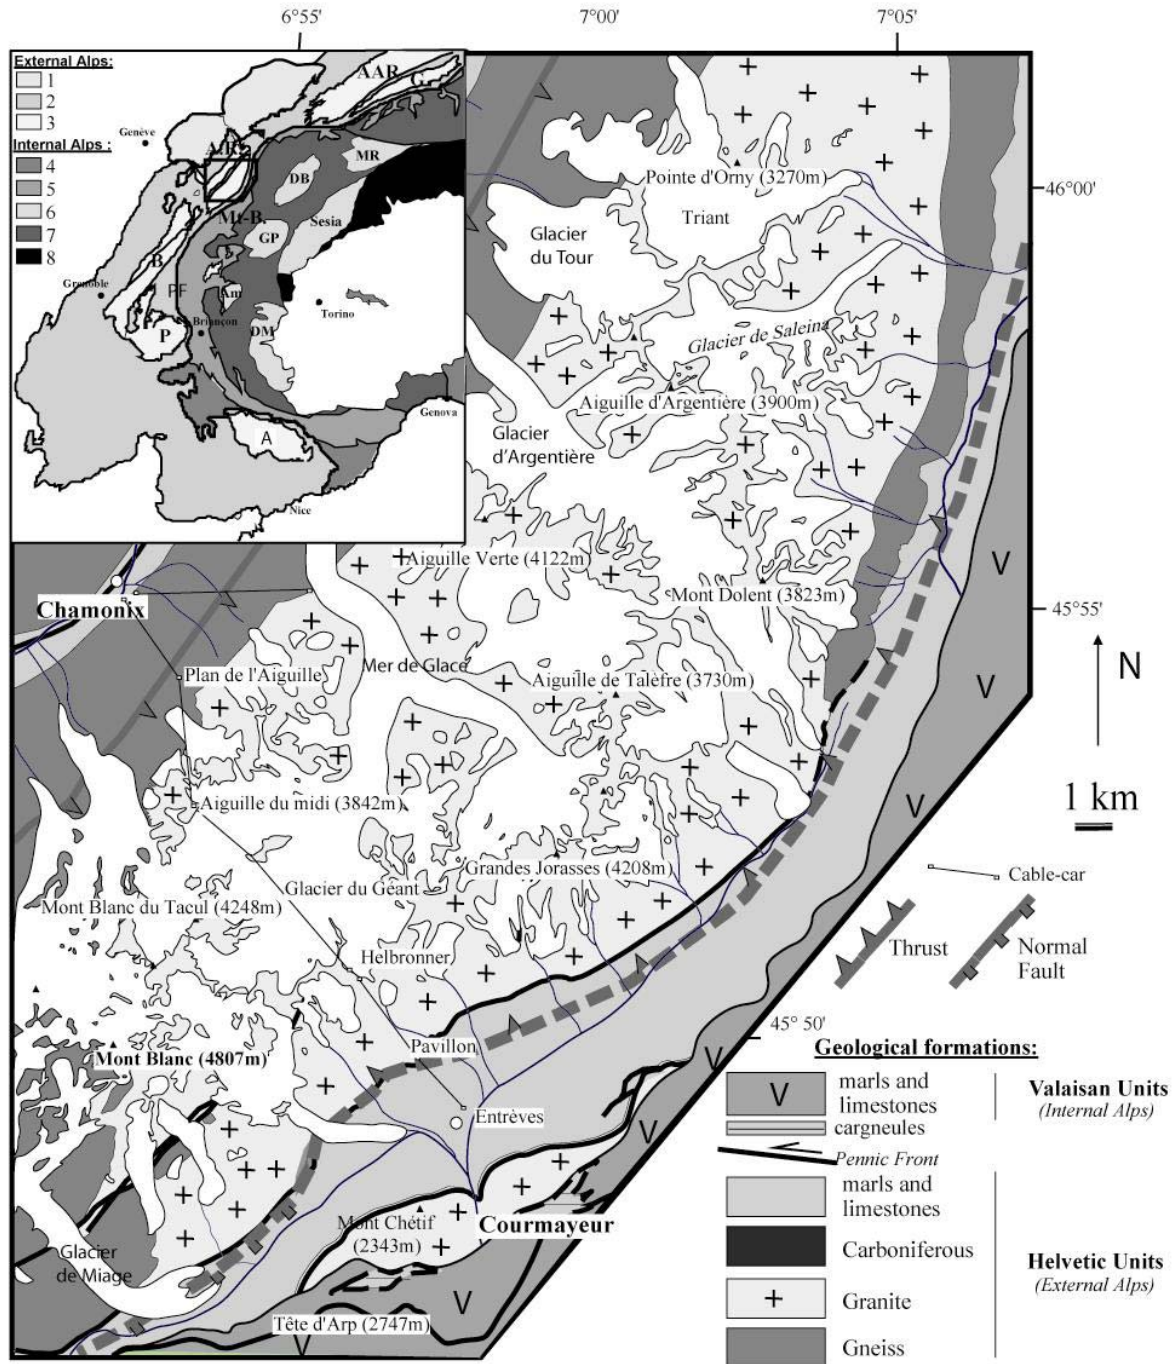 6°55'
7°00'
7°05'
External Alps:
1
2
3
Internal Alps :
4
5
6
7
8
Genève
AAR
G.
MR
DB
Mt-B.
Sesia
GP
B
Grenoble
PF
Am
Torino
Briançon
P
DM
Genova
A
Nice
Pointe d'Orny (3270m)
46°00'
Triant
Glacier
du Tour
Glacier de Saleina
Aiguille d'Argentière (3900m)
Glacier
d'Argentière
Aiguille Verte (4122m)
Chamonix
Mont Dolent (3823m)
45°55'
Mer de Glace
Plan de l'Aiguille
Aiguille de Talèfre (3730m)
N
Aiguille du midi (3842m)
1 km
Grandes Jorasses (4208m)
Cable-car
Glacier du Géant
Mont Blanc du Tacul (4248m)
Thrust
Normal
Fault
Helbronner
45° 50'
Pavillon
Mont Blanc (4807m)
Entrèves
Geological formations:
V
marls and
limestones
Valaisan Units
(Internal Alps)
cargneules
Pennic Front
marls and
limestones
Carboniferous
Helvetic Units
(External Alps)
Granite
Gneiss
Mont Chétif
(2343m)
Courmayeur
Glacier
de Miage
Tête d'Arp (2747m)
V
V
V
V
V
V
V